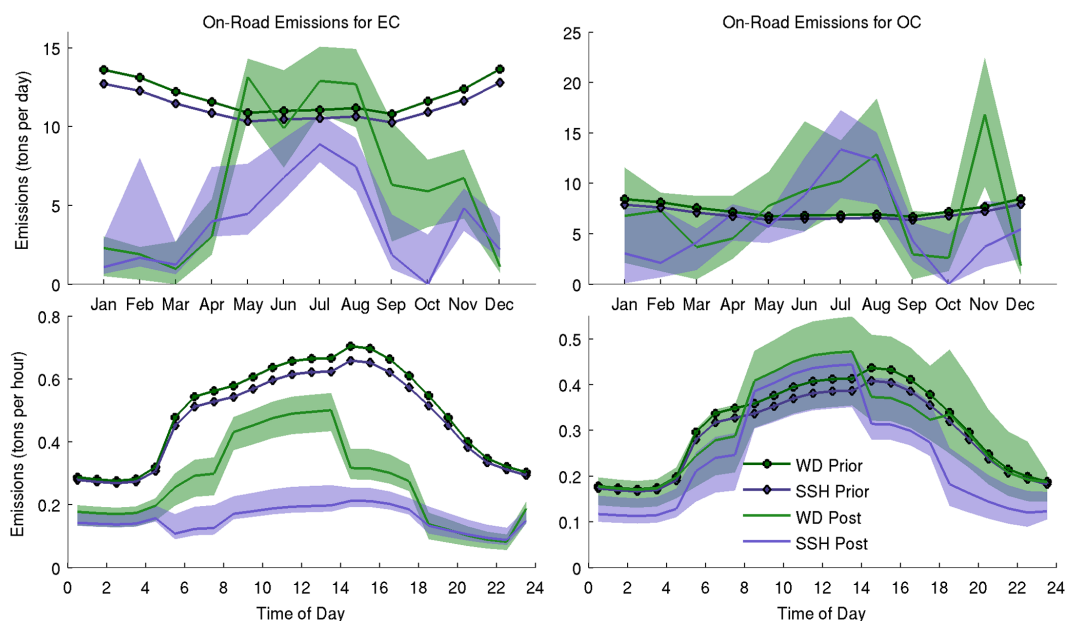 On-Road Emissions for EC
On-Road Emissions for OC
Emissions (tons per day)
15
10
5
0
Jan Feb Mar Apr May Jun Jul Aug Sep Oct Nov Dec
25
20
15
10
5
0
Jan Feb Mar Apr May Jun Jul Aug Sep Oct Nov Dec
Emissions (tons per hour)
0.8
0.6
0.4
0.2
0
0 2 4 6 8 10 12 14 16 18 20 22 24
Time of Day
0.5
0.4
0.3
0.2
0.1
0
2 4 6 8 10 12 14 16 18 20 22 24
Time of Day
WD Prior
SSH Prior
WD Post
SSH Post